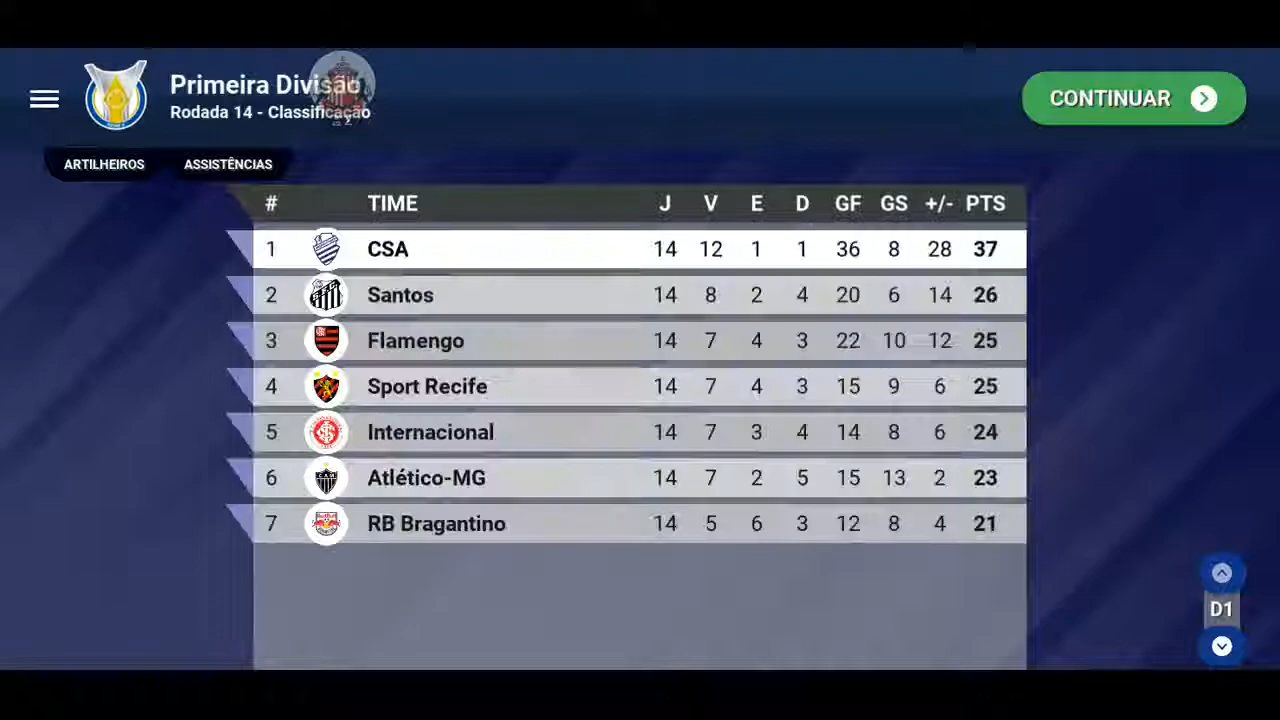 Primeira Divisão
Rodada 14 - Classificação
CONTINUAR
ARTILHEIROS ASSISTÊNCIAS
# TIME J V E D GF GS +/- PTS
1 CSA 14 12 1 1 36 8 28 37
2 Santos 14 8 2 4 20 6 14 26
3 Flamengo 14 7 4 3 22 10 12 25
4 Sport Recife 14 7 4 3 15 9 6 25
5 Internacional 14 7 3 4 14 8 6 24
6 Atlético-MG 14 7 2 5 15 13 2 23
7 RB Bragantino 14 5 6 3 12 8 4 21
D1